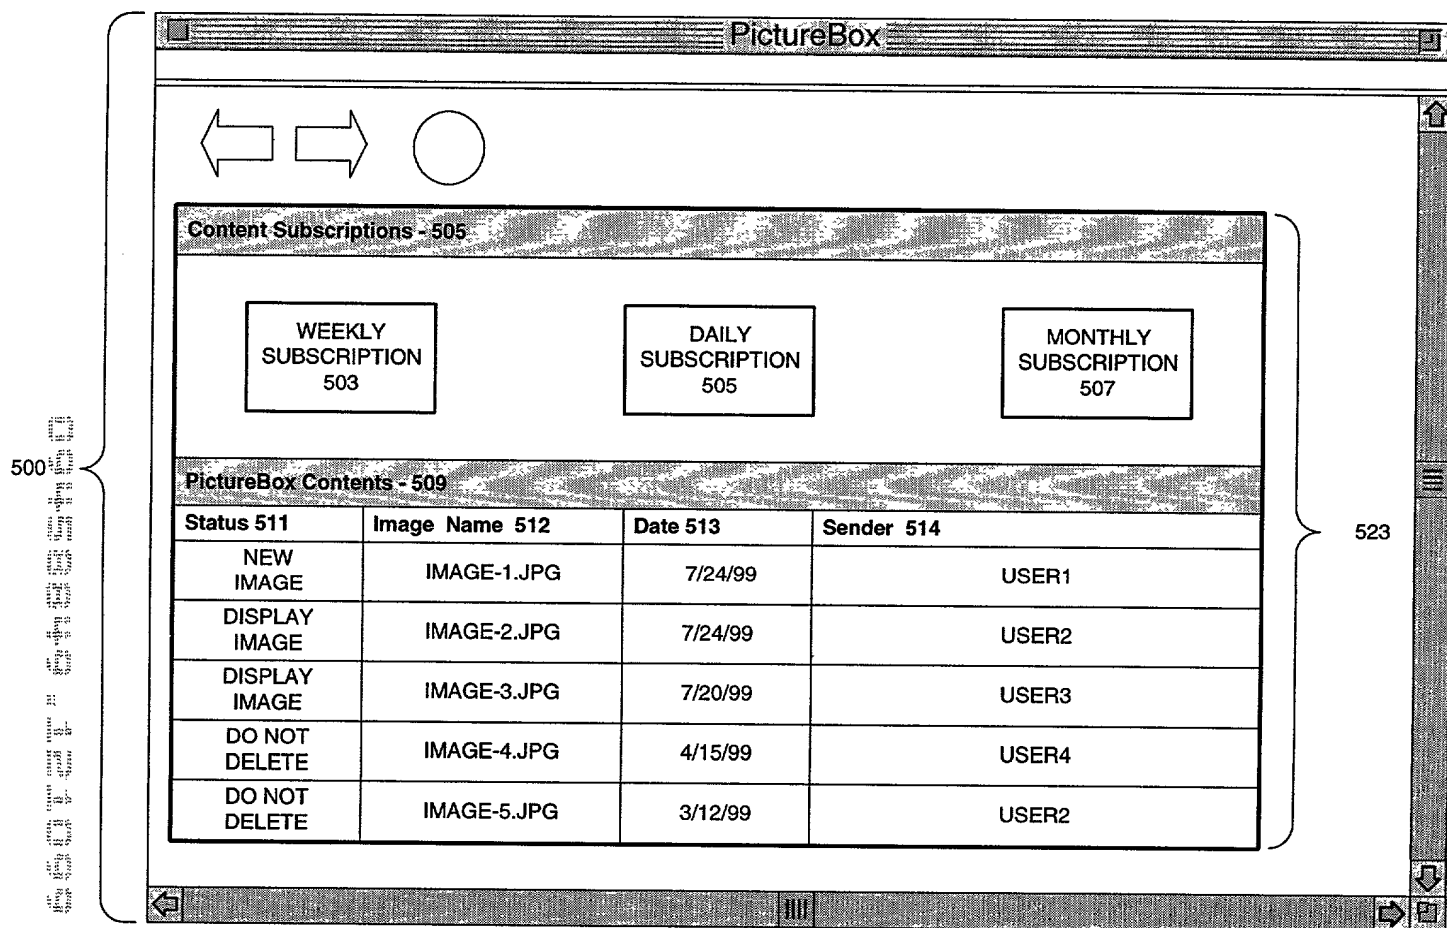 PictureBox
Content Subscriptions - 505
WEEKLY
SUBSCRIPTION
503
DAILY
SUBSCRIPTION
505
MONTHLY
SUBSCRIPTION
507
500
PictureBox Contents - 509
Status 511 Image Name 512 Date 513 Sender 514
523
NEW
IMAGE
IMAGE-1.JPG 7/24/99 USER1
DISPLAY
IMAGE
IMAGE-2.JPG 7/24/99 USER2
DISPLAY
IMAGE
IMAGE-3.JPG 7/20/99 USER3
DO NOT
DELETE
IMAGE-4.JPG 4/15/99 USER4
DO NOT
DELETE
IMAGE-5.JPG 3/12/99 USER2